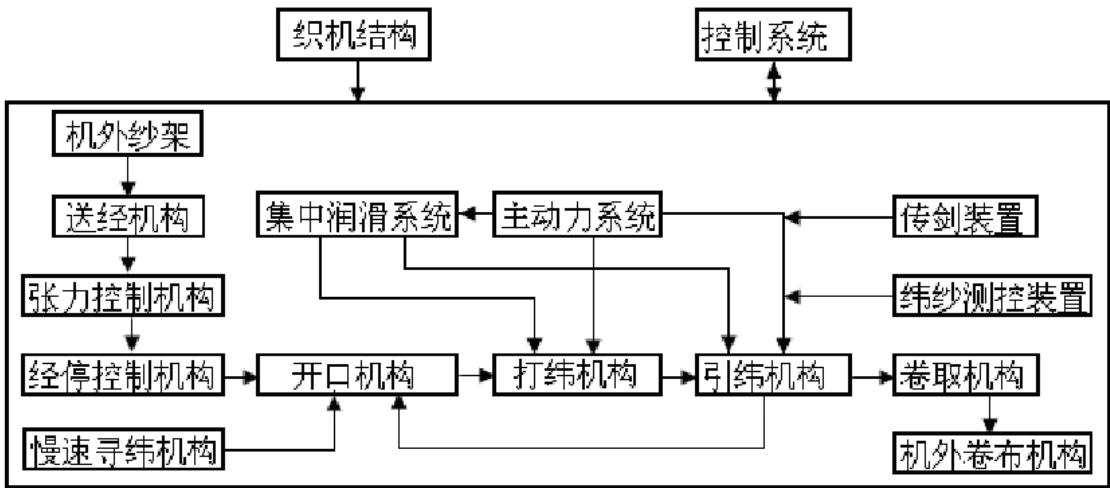 织机结构
控制系统
机外纱架
送经机构
集中润滑系统
主动力系统
传剑装置
张力控制机构
纬纱测控装置
经停控制机构
开口机构
打纬机构
引纬机构
卷取机构
慢速寻纬机构
机外卷布机构